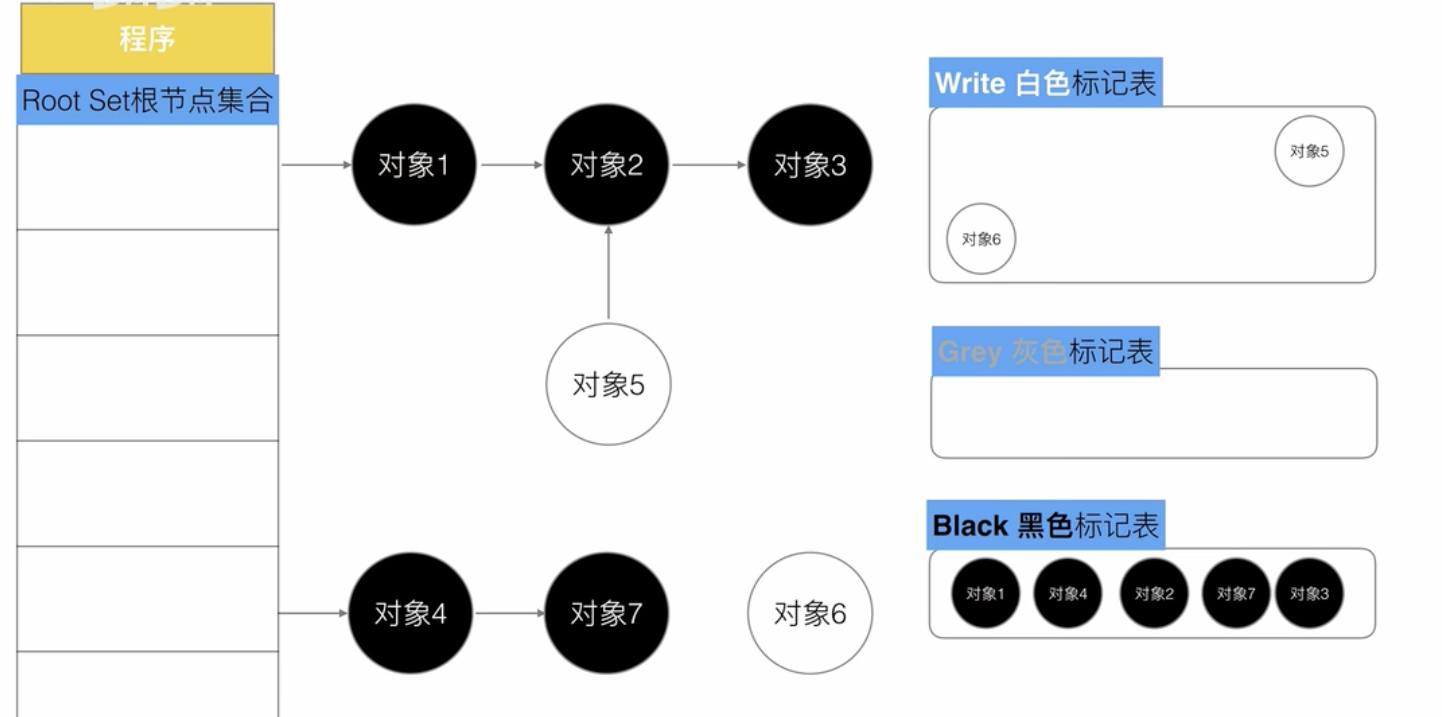 程序
Root Set根节点集合
对象1
对象2
对象3
对象5
对象4
对象7
对象6
Write 白色标记表
对象5
对象6
Grey 灰色标记表
Black 黑色标记表
对象1
对象4
对象2
对象7
对象3